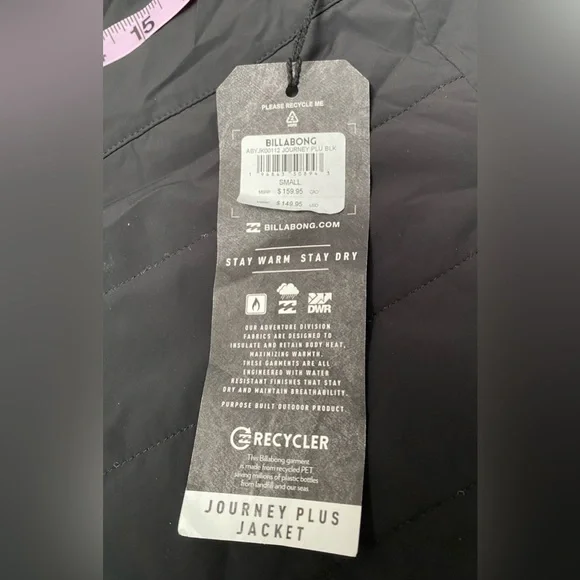 15
PLEASE RECYCLE ME
BILLABONG
JOURNEY PLU BLK
SMALL
$159.95
$149.95
BILLABONG.COM
STAY WARM STAY DRY
DWR
OUR ADVENTURE DIVISION
FABRICS ARE DESIGNED TO
INSULATE AND RETAIN BODY HEAT,
MAXIMIZING WARMTH.
THESE GARMENTS ARE ALL
ENGINEERED WITH WATER
RESISTANT FINISHES THAT STAY
DRY AND MAINTAIN BREATHABILITY.
PURPOSE BUILT OUTDOOR PRODUCT
RECYCLER
This Billabong garment
is made from recycled PET
saving millions of plastic bottles
from landfill and our seas.
JOURNEY PLUS
JACKET